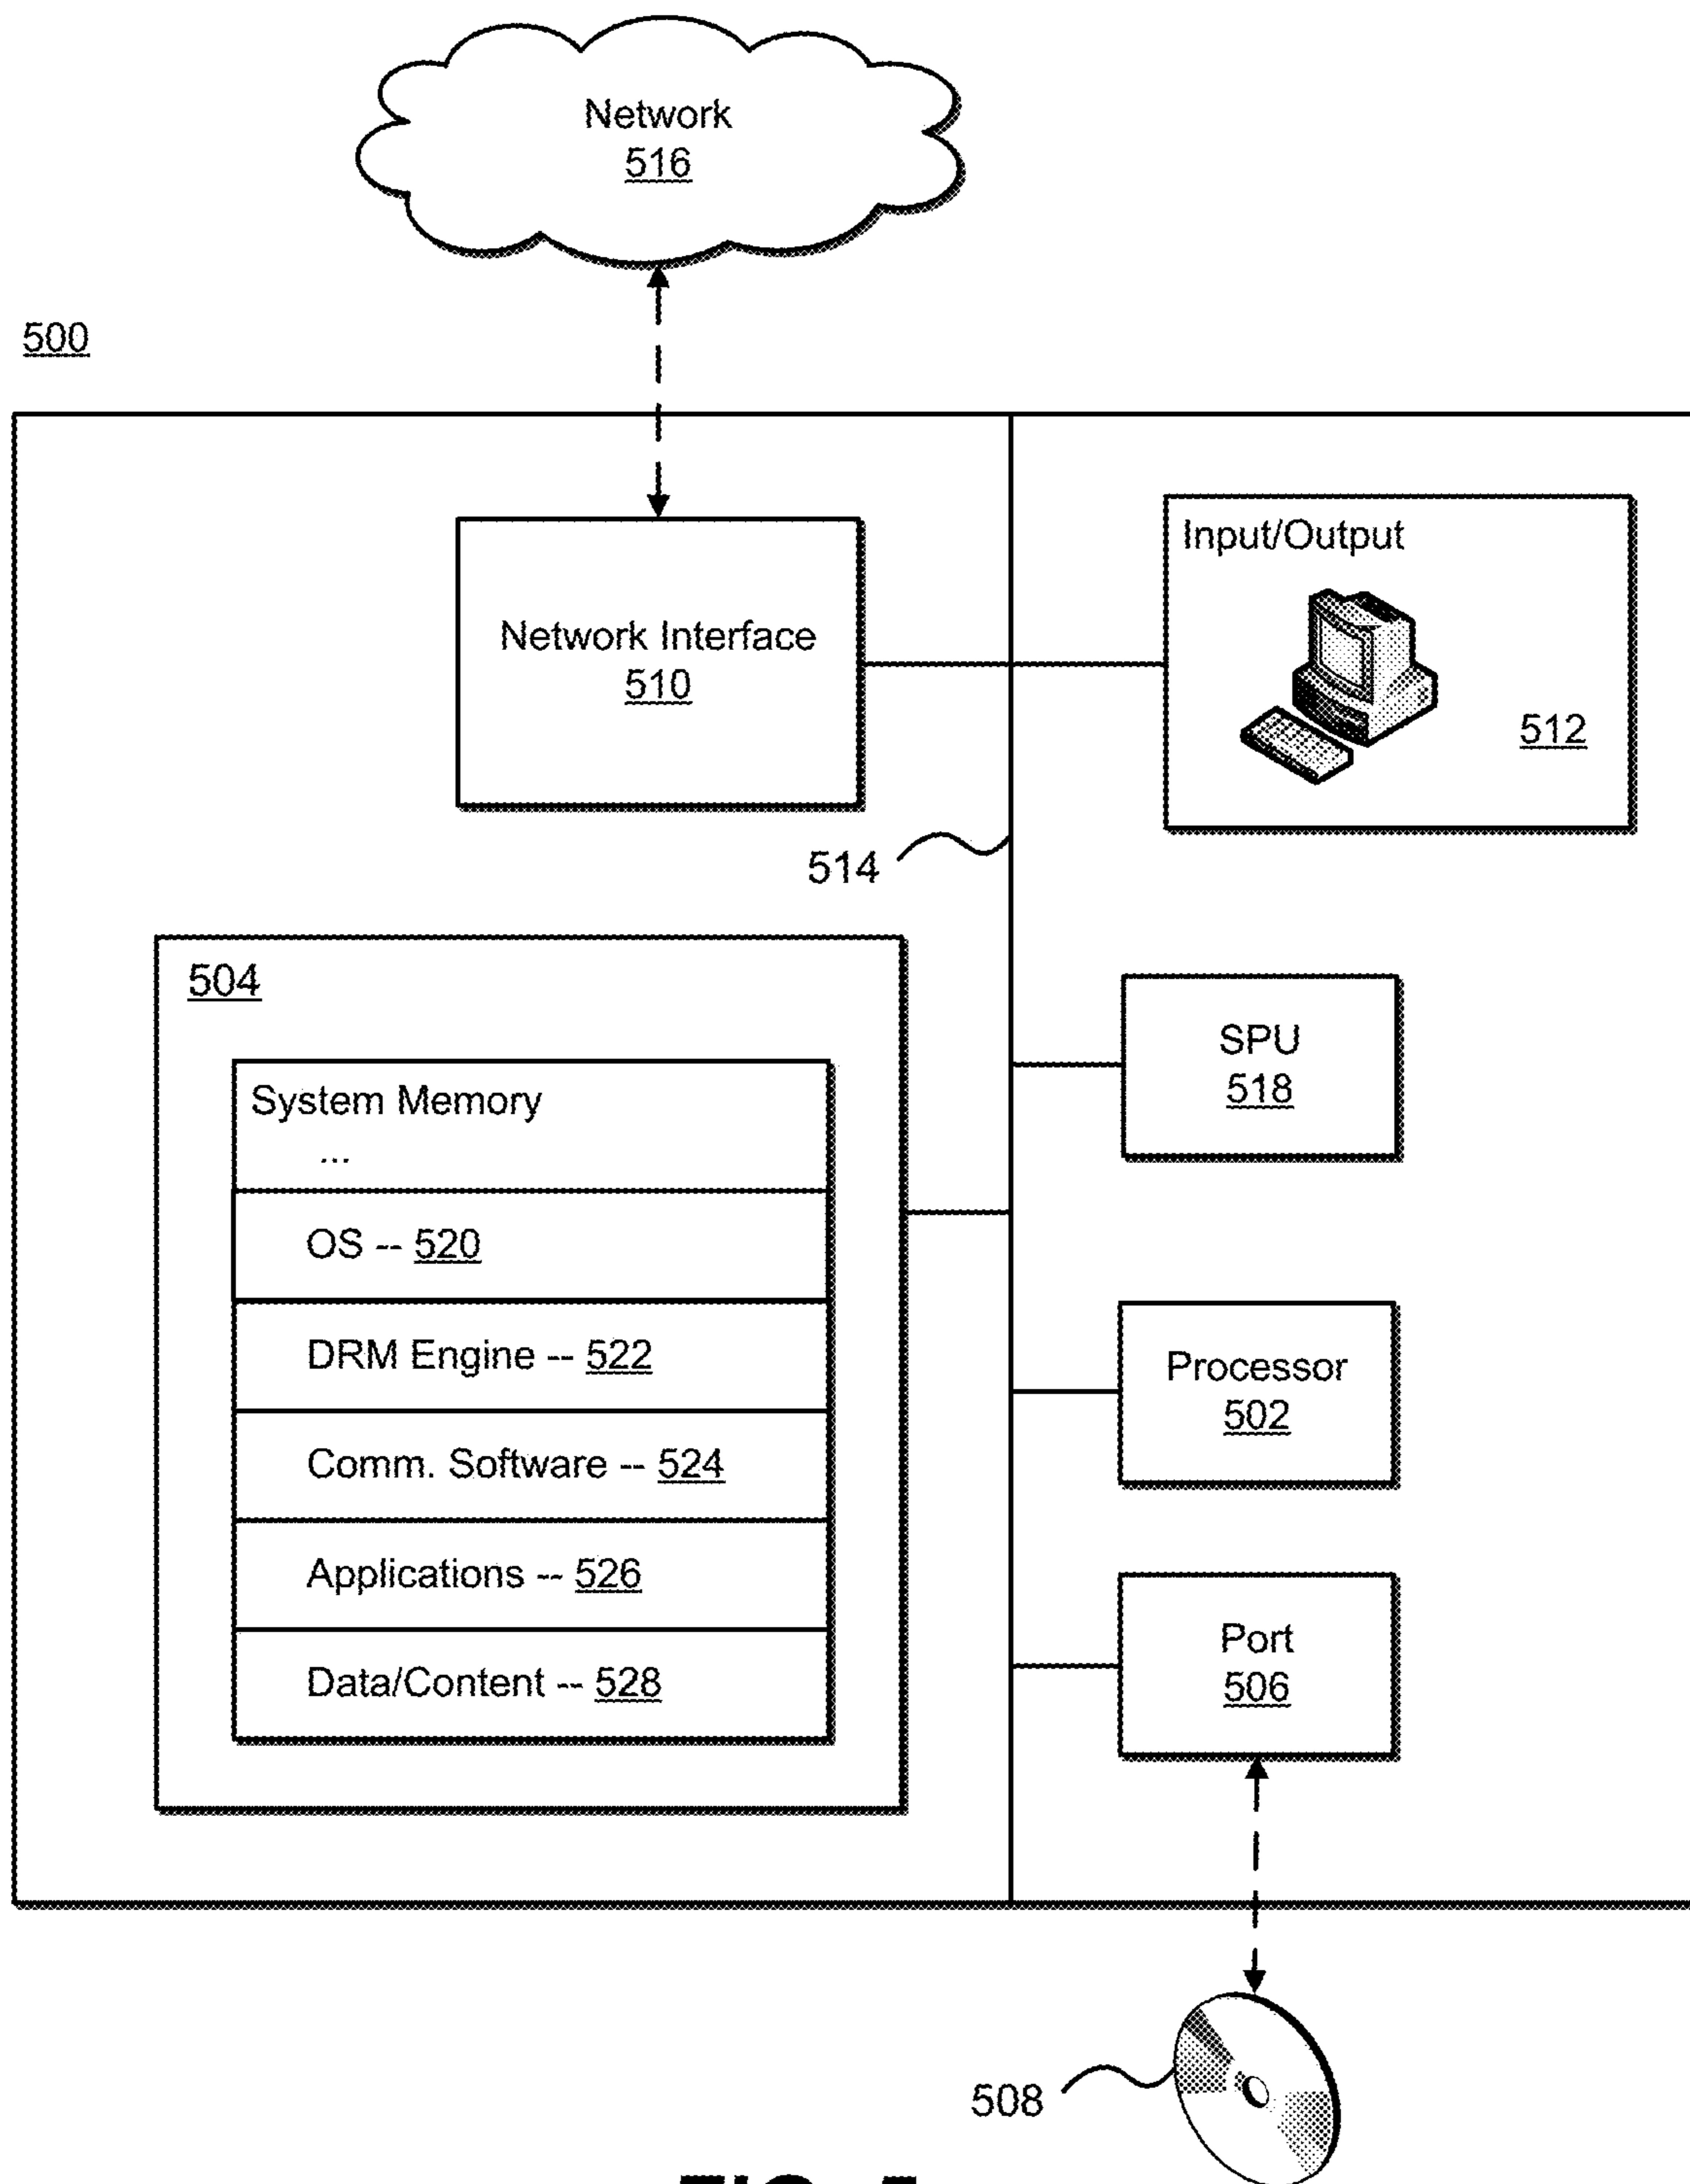 Network
516
500
Network Interface
510
Input/Output
512
514
504
System Memory
...
OS -- 520
DRM Engine -- 522
Comm. Software -- 524
Applications -- 526
Data/Content -- 528
SPU
518
Processor
502
Port
506
508